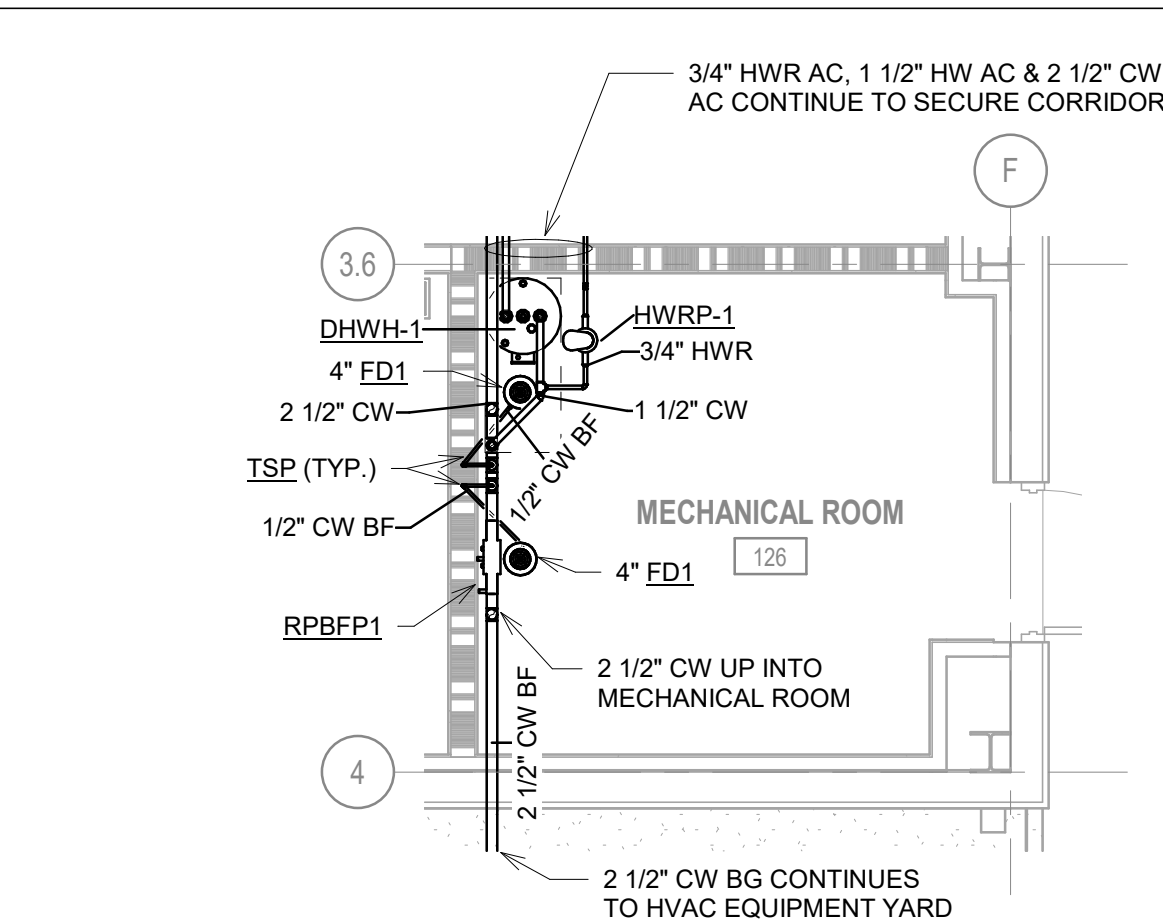 3/4" HWR AC, 1 1/2" HW AC & 2 1/2" CW
AC CONTINUE TO SECURE CORRIDOR
F
3.6
DHWH-1
HWRP-1
3/4" HWR
4" FD1
2 1/2" CW
1 1/2" CW
1/2" CW BF
TSP (TYP.)
1/2" CW BF
MECHANICAL ROOM
126
4" FD1
RPBFP1
2 1/2" CW UP INTO
MECHANICAL ROOM
2 1/2" CW BF
4
2 1/2" CW BG CONTINUES
TO HVAC EQUIPMENT YARD